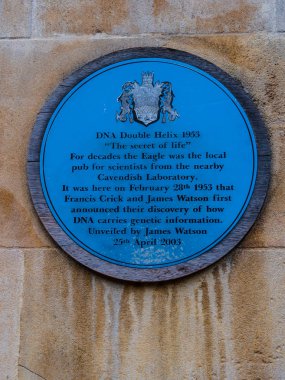 DNA Double Helix 1953
"The secret of life"
For decades the Eagle was the local
pub for scientists from the nearby
Cavendish Laboratory.
It was here on February 28th 1953 that
Francis Crick and James Watson first
announced their discovery of how
DNA carries genetic information.
Unveiled by James Watson
25th April 2003